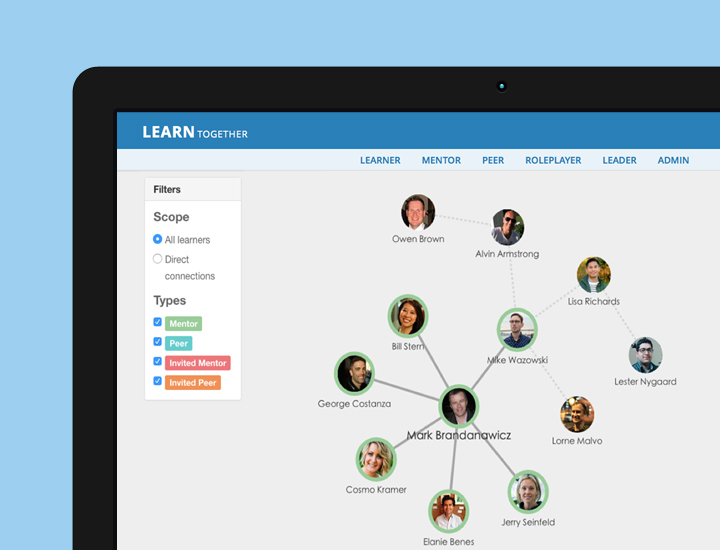 LEARN TOGETHER
LEARNER MENTOR PEER ROLEPLAYER LEADER ADMIN
Filters
Scope
All learners
Direct
connections
Types
Mentor
Peer
Invited Mentor
Invited Peer
Owen Brown
Alvin Armstrong
Lisa Richards
Bill Stern
Mike Wazowski
Lester Nygaard
George Costanza
Lorne Malvo
Mark Brandanawicz
Cosmo Kramer
Jerry Seinfeld
Elanie Benes